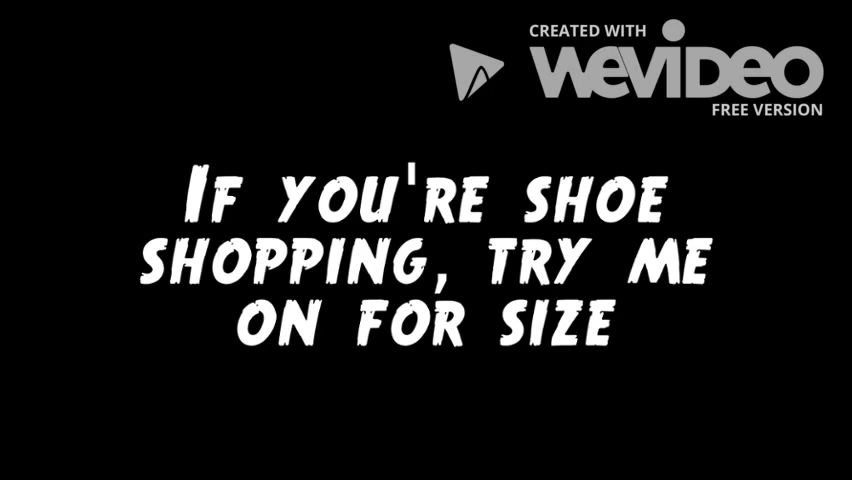 CREATED WITH
WEVIDEO
FREE VERSION
IF YOU'RE SHOE
SHOPPING, TRY ME
ON FOR SIZE